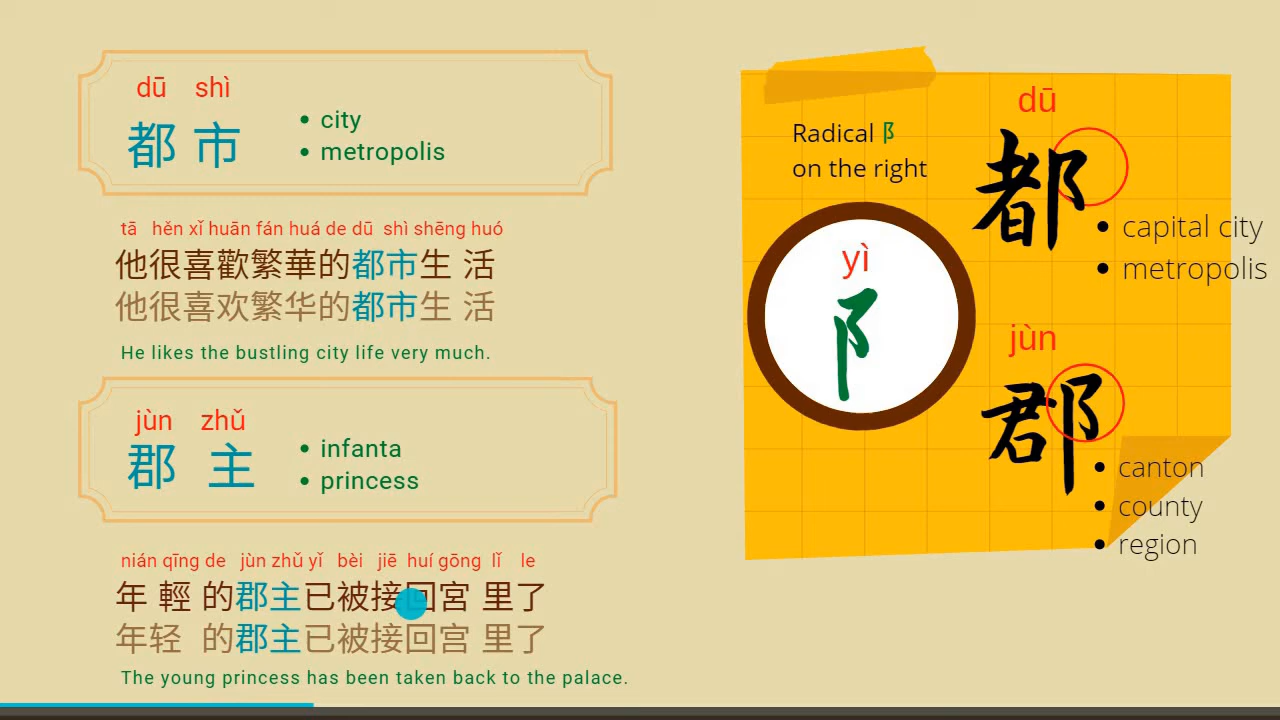 dū shì
都 市
• city
• metropolis
tā hěn xǐ huān fán huá de dū shì shēng huó
他很喜歡繁華的都市生 活
他很喜欢繁华的都市生 活
He likes the bustling city life very much.
jùn zhǔ
郡 主
• infanta
• princess
nián qīng de jùn zhǔ yǐ bèi jiē huí gōng lǐ le
年 輕 的郡主已被接回宮 里了
年轻 的郡主已被接回宫 里了
The young princess has been taken back to the palace.
Radical 阝
on the right
yì
阝
dū
都
• capital city
• metropolis
jùn
郡
• canton
• county
• region